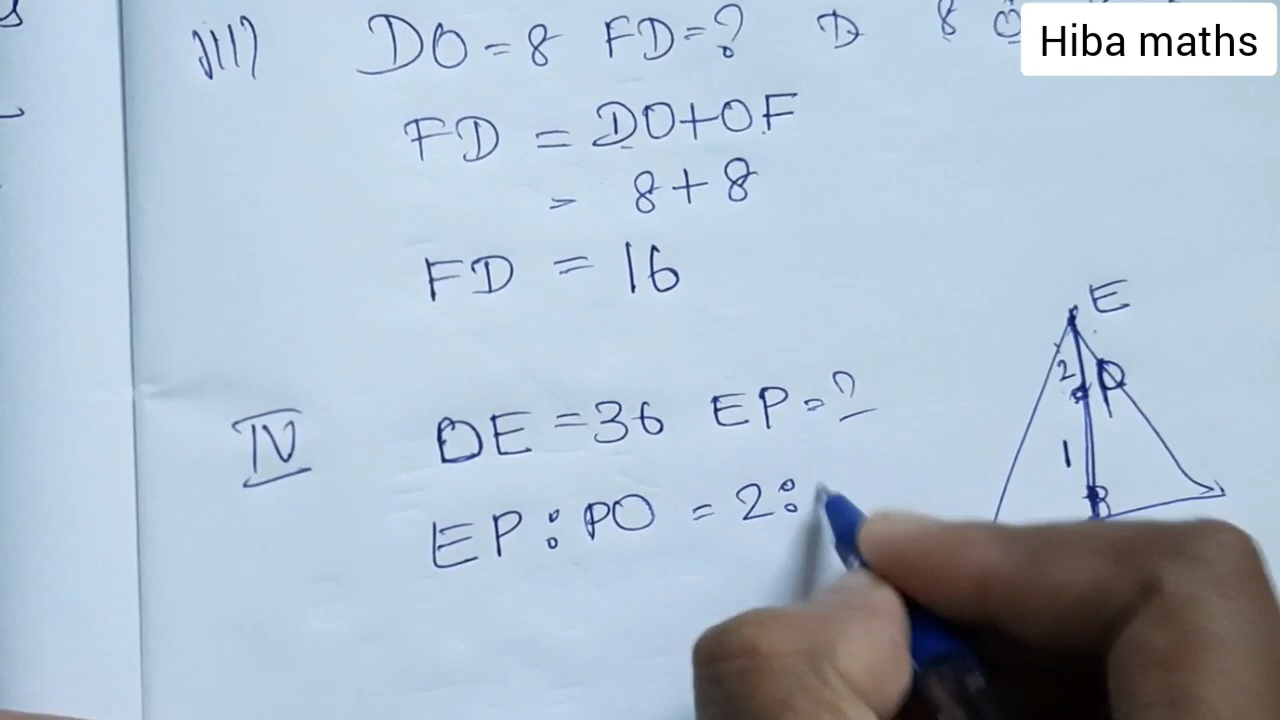 III) DO = 8 FD = ? D 8 O
Hiba maths
FD = DO + OF
= 8 + 8
FD = 16
E
2 P
IV OE = 36 EP = ?
1
EP : PO = 2 :